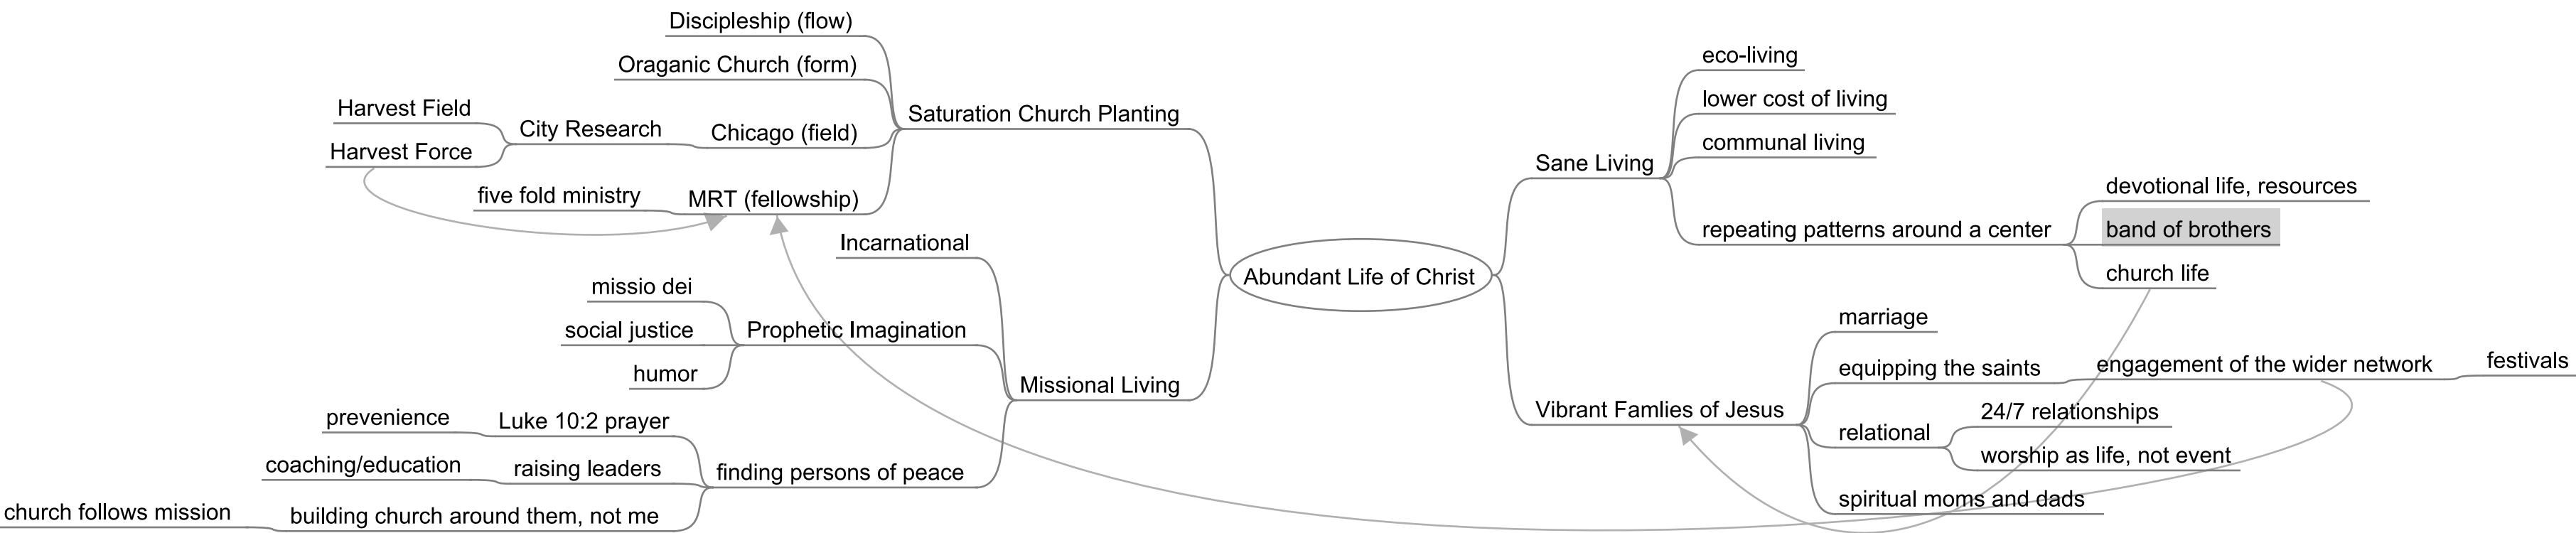 Discipleship (flow)
Oraganic Church (form)
Harvest Field
Harvest Force
City Research
Chicago (field)
five fold ministry
MRT (fellowship)
Saturation Church Planting
Incarnational
missio dei
social justice
humor
Prophetic Imagination
Missional Living
prevenience
Luke 10:2 prayer
coaching/education
raising leaders
finding persons of peace
church follows mission
building church around them, not me
Abundant Life of Christ
eco-living
lower cost of living
communal living
Sane Living
repeating patterns around a center
devotional life, resources
band of brothers
church life
marriage
equipping the saints
engagement of the wider network
festivals
Vibrant Famlies of Jesus
relational
24/7 relationships
worship as life, not event
spiritual moms and dads